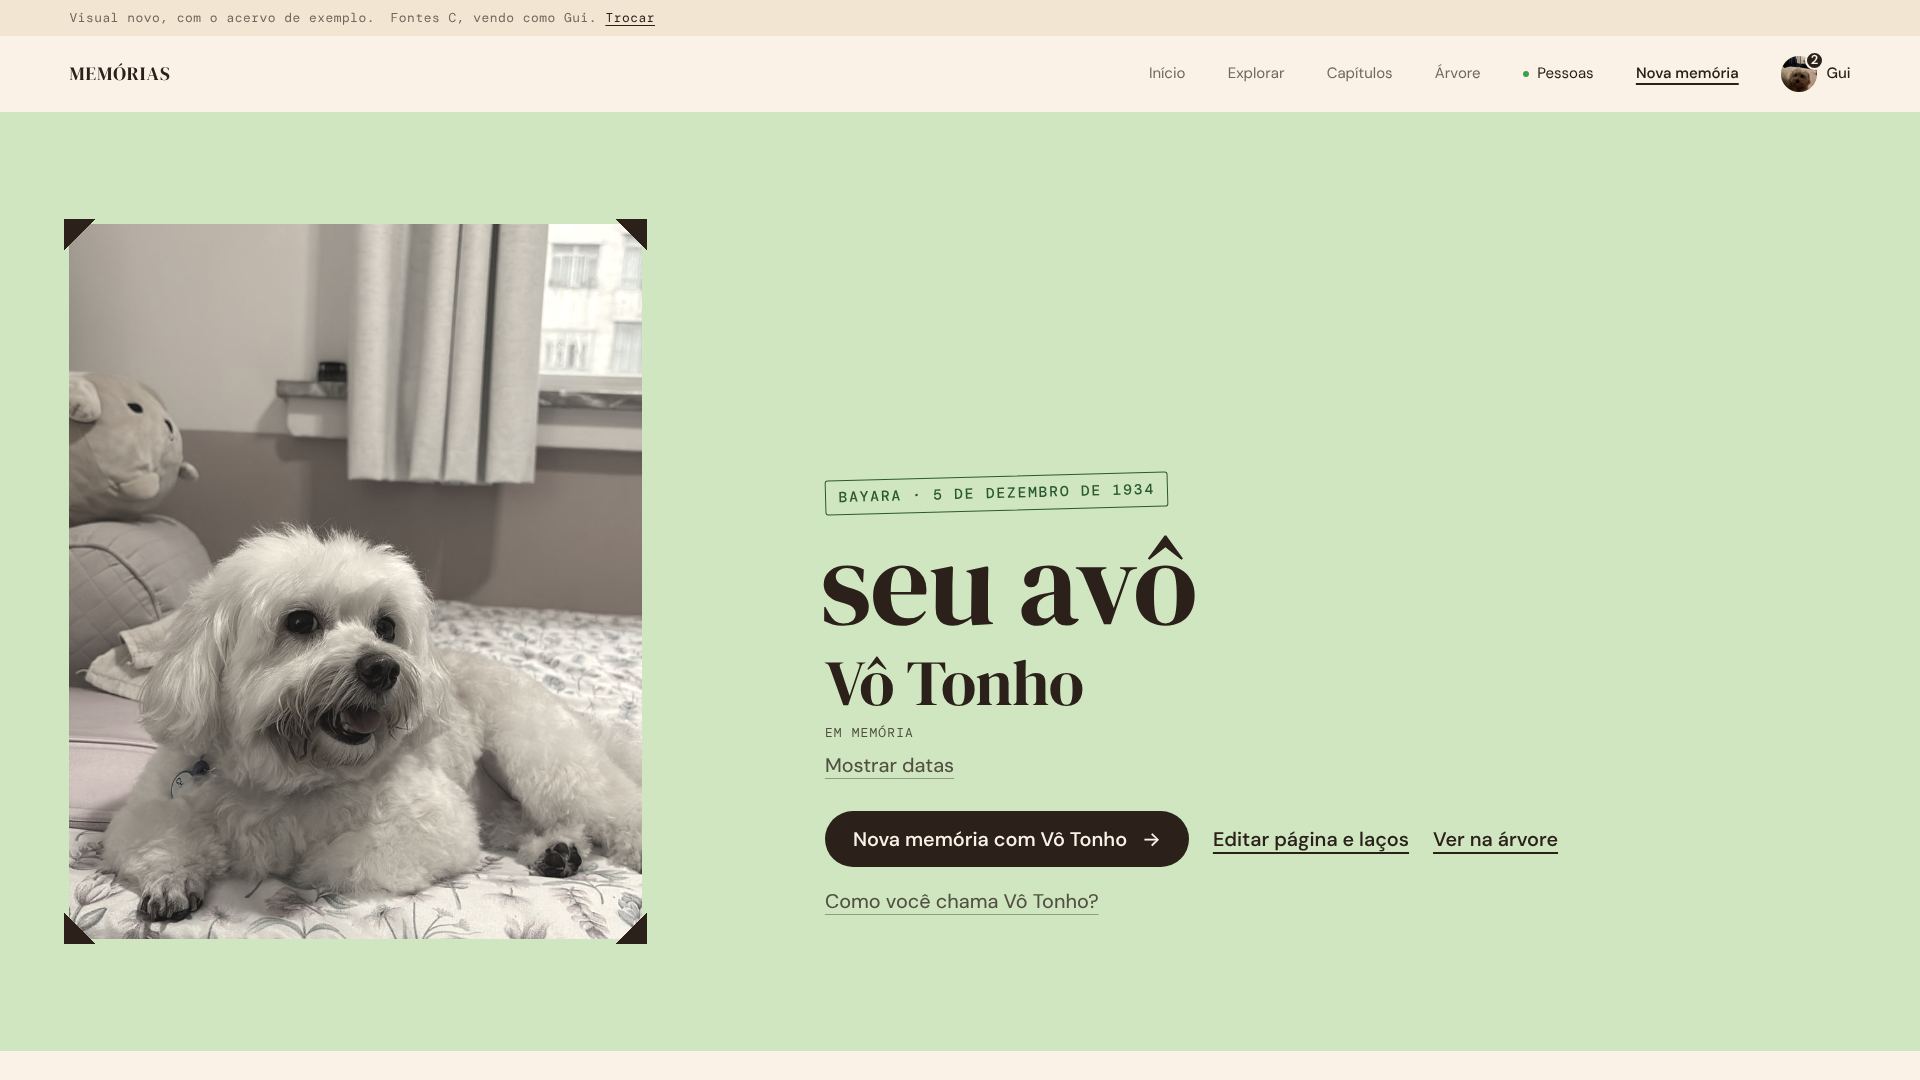 Visual novo, com o acervo de exemplo. Fontes C, vendo como Gui. Trocar
MEMÓRIAS
Início
Explorar
Capítulos
Árvore
Pessoas
Nova memória
2
Gui
BAYARA · 5 DE DEZEMBRO DE 1934
seu avô
Vô Tonho
EM MEMÓRIA
Mostrar datas
Nova memória com Vô Tonho →
Editar página e laços
Ver na árvore
Como você chama Vô Tonho?